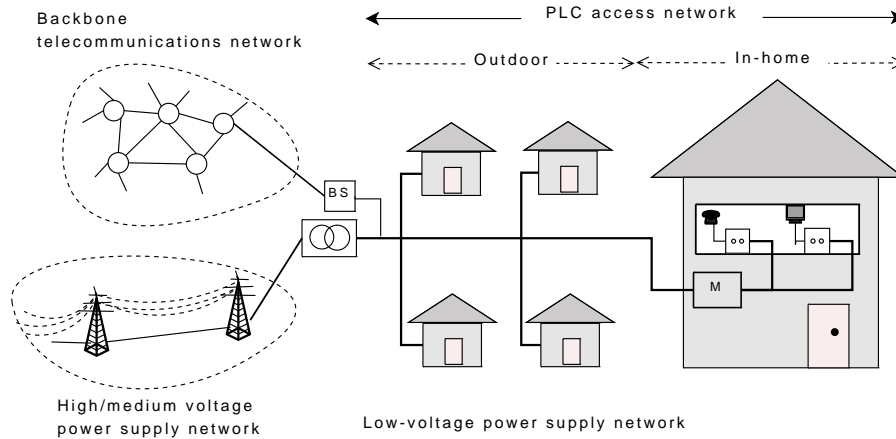 Backbone
telecommunications network
PLC access network
Outdoor
In-home
BS
M
High/medium voltage
power supply network
Low-voltage power supply network